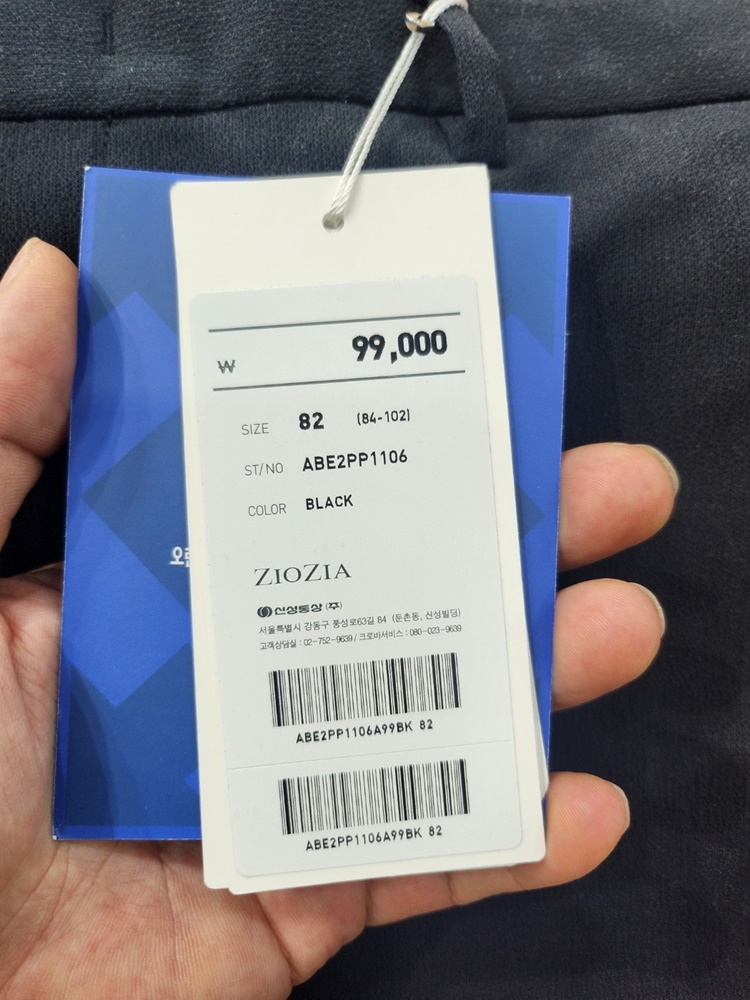 ₩ 99,000
SIZE 82 (84-102)
ST/NO ABE2PP1106
COLOR BLACK
ZIOZIA
신성통상 (주)
서울특별시 강동구 풍성로63길 84 (둔촌동, 신성빌딩)
고객상담실 : 02-752-9639 / 크로바서비스 : 080-023-9639
ABE2PP1106A99BK 82
ABE2PP1106A99BK 82